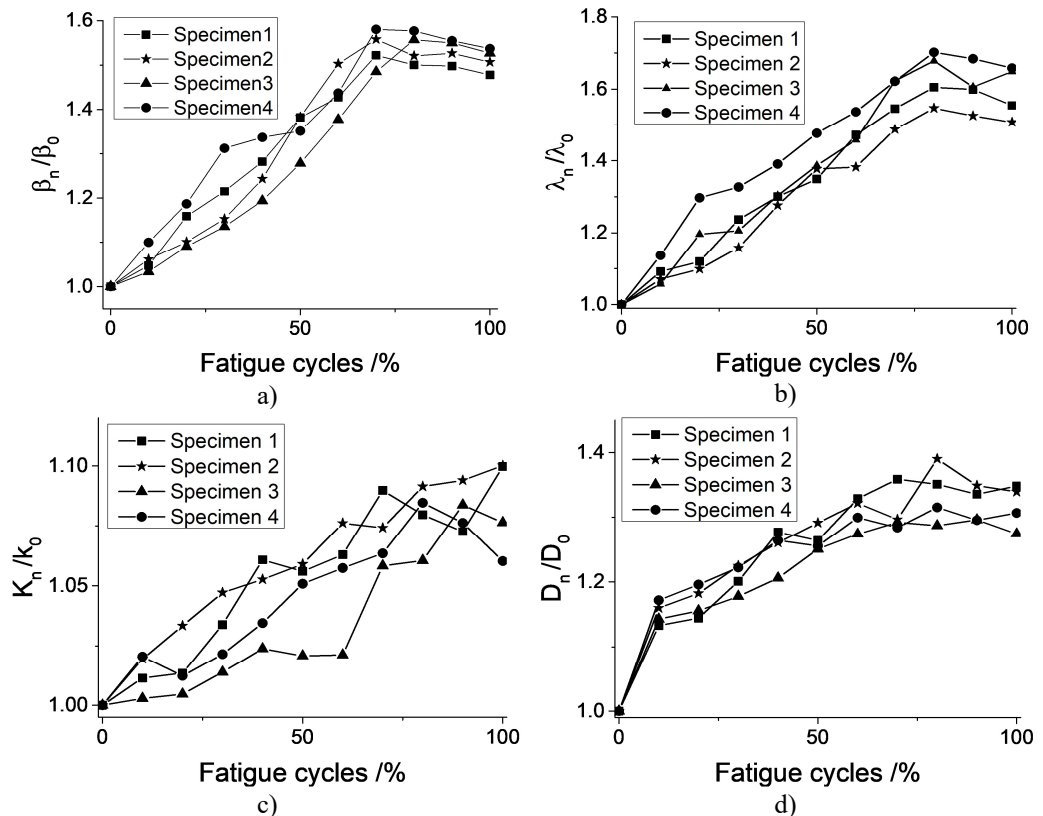 1.6
1.4
1.2
1.0
βn/β0
Specimen1
Specimen2
Specimen3
Specimen4
0
50
100
Fatigue cycles /%
a)
1.8
1.6
1.4
1.2
1.0
λn/λ0
Specimen 1
Specimen 2
Specimen 3
Specimen 4
0
50
100
Fatigue cycles /%
b)
1.10
1.05
1.00
Kn/k0
Specimen 1
Specimen 2
Specimen 3
Specimen 4
0
50
100
Fatigue cycles /%
c)
1.4
1.2
1.0
Dn/D0
Specimen 1
Specimen 2
Specimen 3
Specimen 4
0
50
100
Fatigue cycles /%
d)